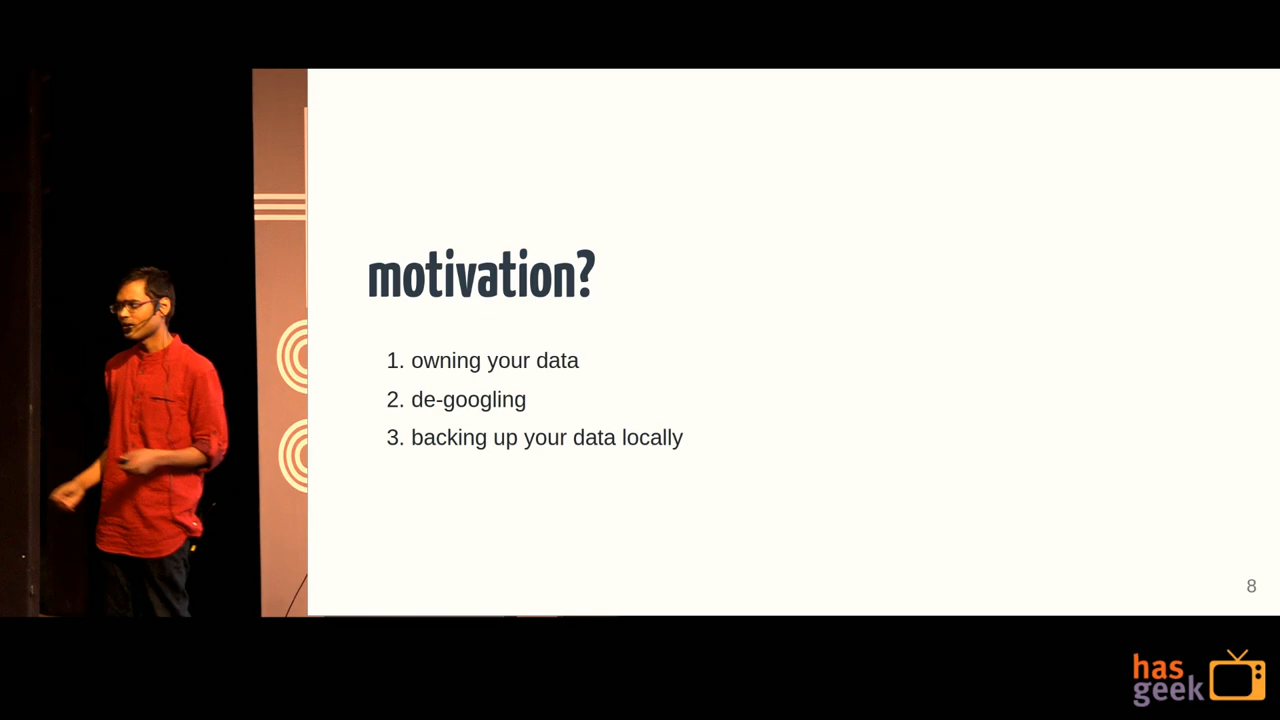 motivation?
1. owning your data
2. de-googling
3. backing up your data locally
8
has
geek